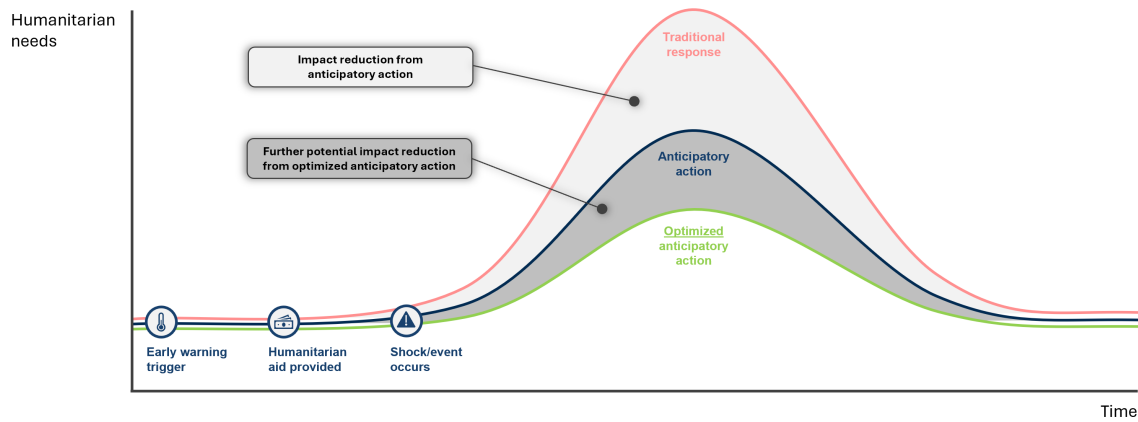 Humanitarian
needs
Traditional
response
Impact reduction from
anticipatory action
Further potential impact reduction
from optimized anticipatory action
Anticipatory
action
Optimized
anticipatory
action
Early warning
trigger
Humanitarian
aid provided
Shock/event
occurs
Time